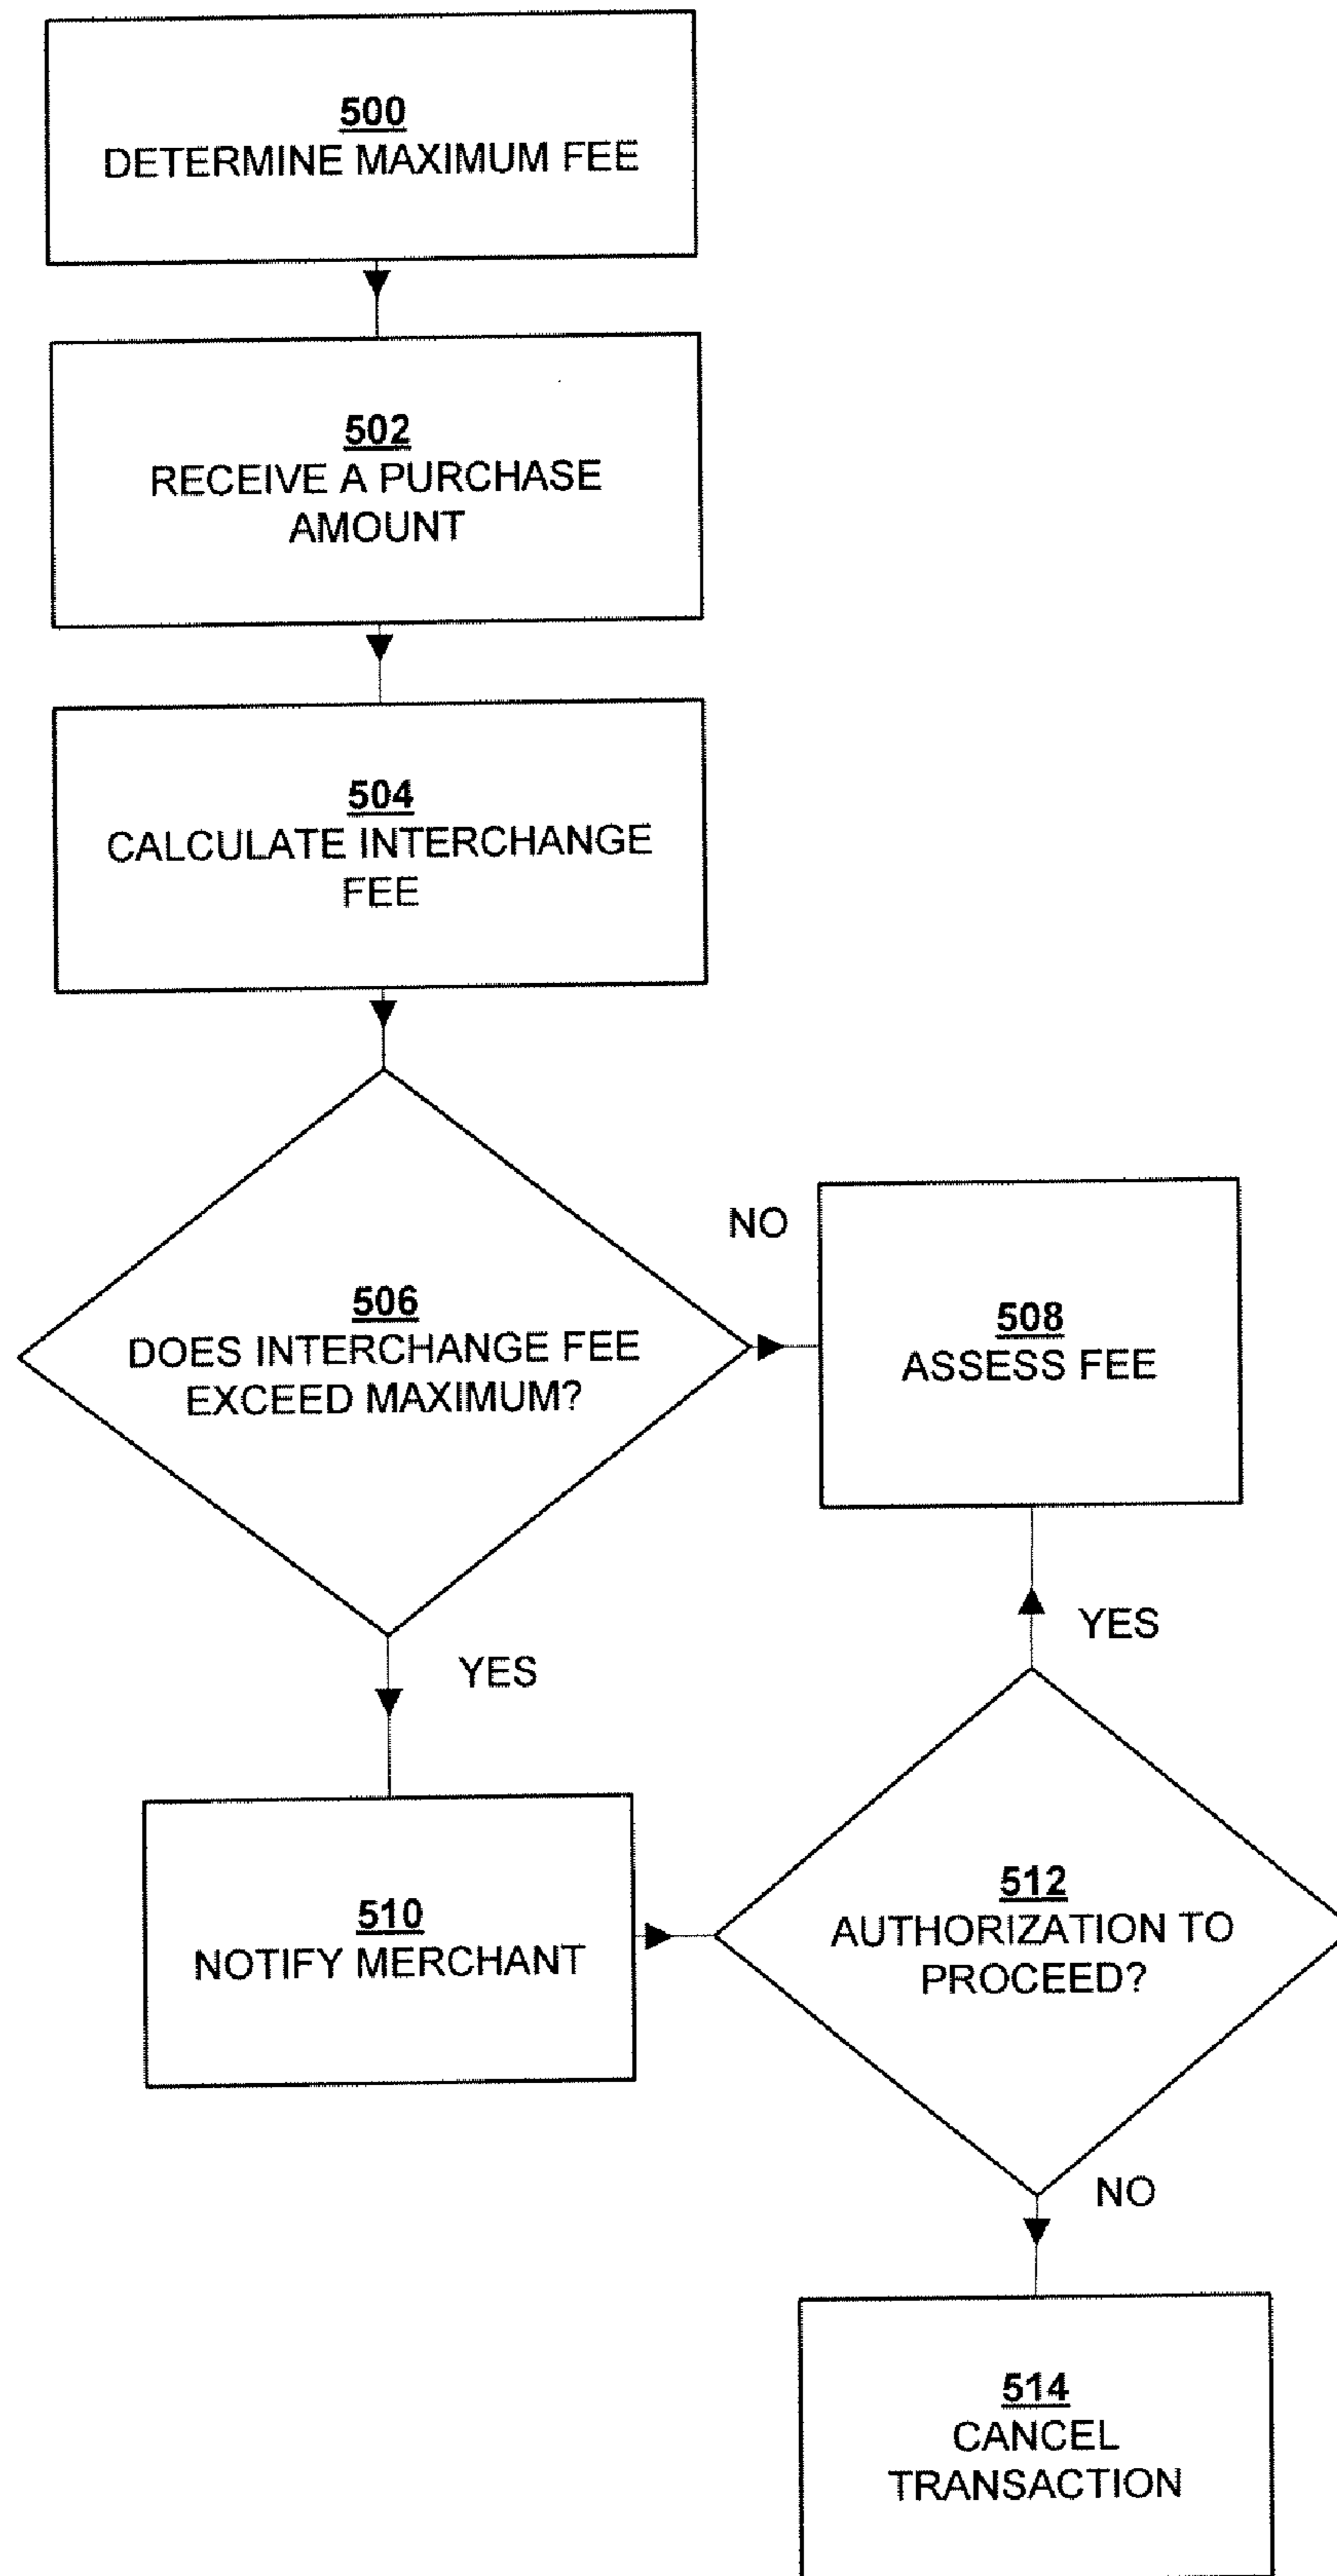 500
DETERMINE MAXIMUM FEE
502
RECEIVE A PURCHASE
AMOUNT
504
CALCULATE INTERCHANGE
FEE
506
DOES INTERCHANGE FEE
EXCEED MAXIMUM?
NO
508
ASSESS FEE
YES
YES
510
NOTIFY MERCHANT
512
AUTHORIZATION TO
PROCEED?
NO
514
CANCEL
TRANSACTION